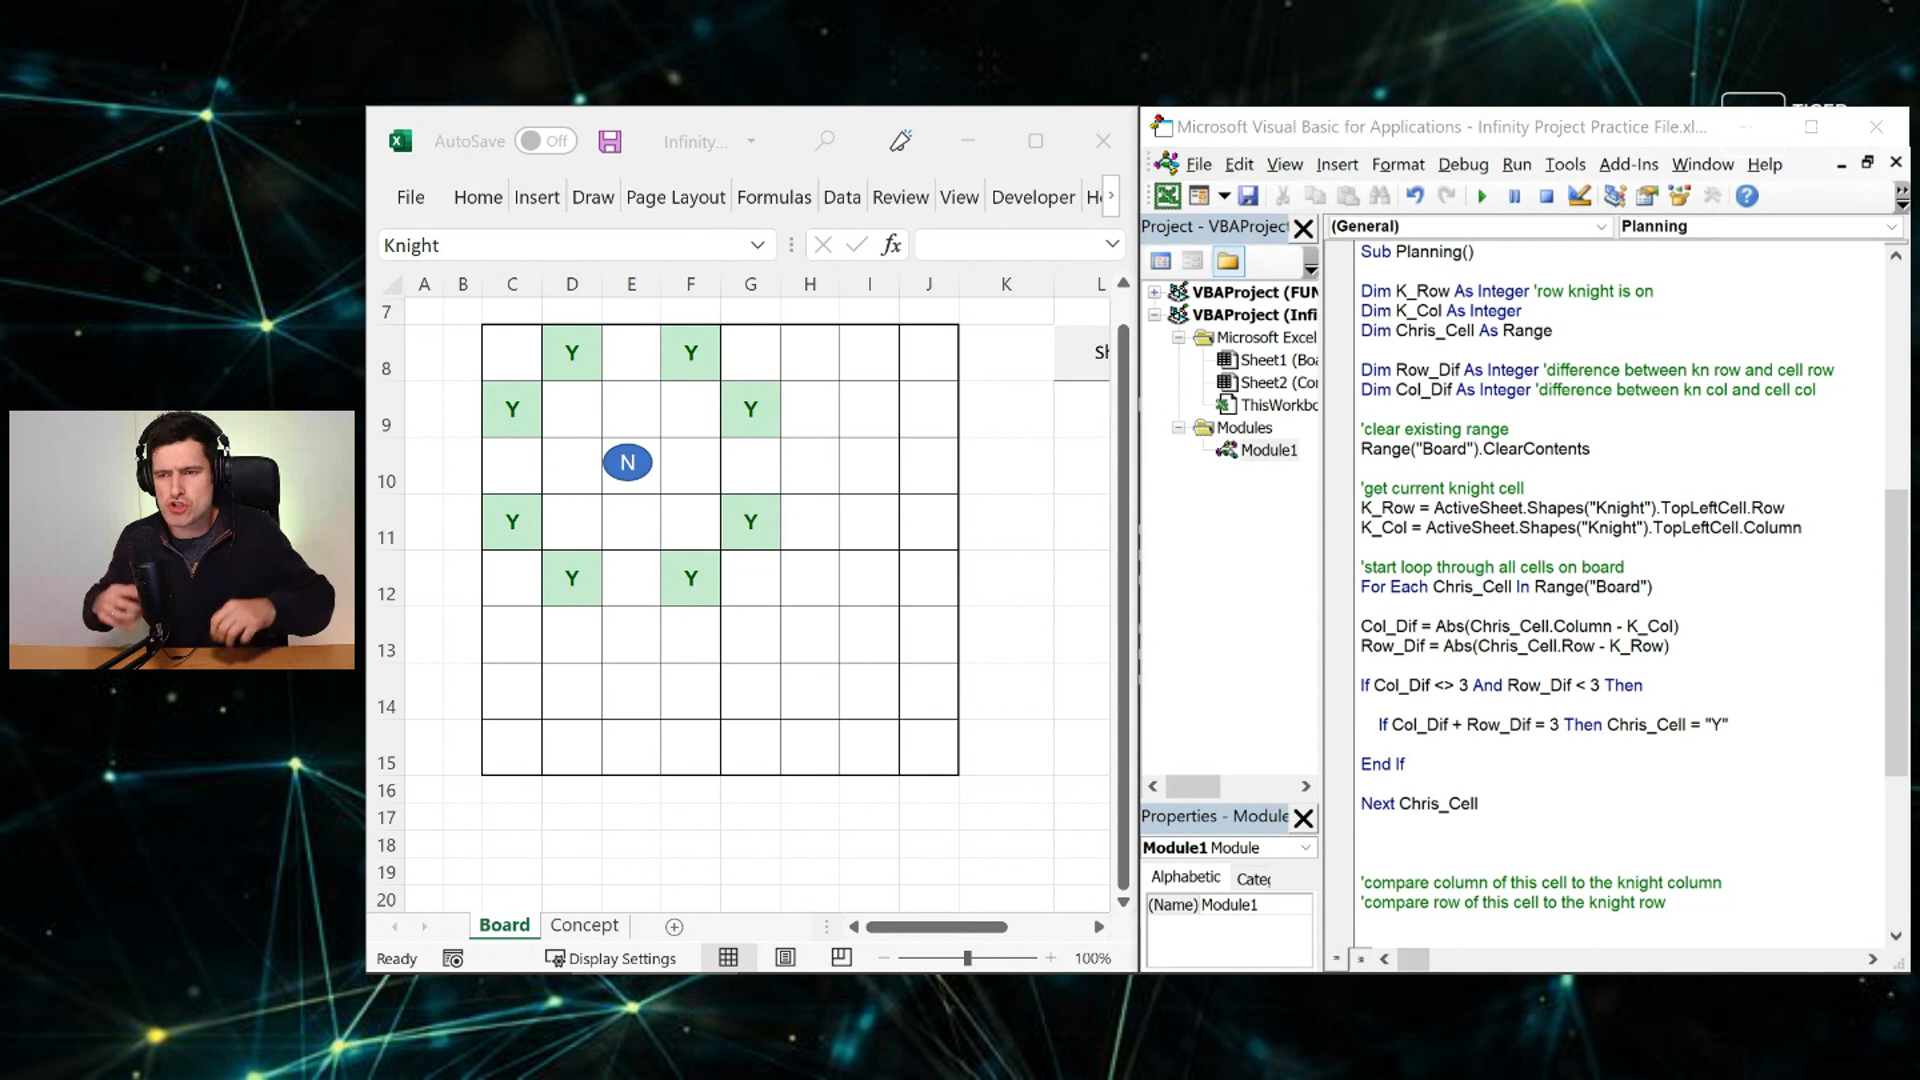 AutoSave Off Infinity...
File Home Insert Draw Page Layout Formulas Data Review View Developer
Knight fx
A B C D E F G H I J K L
7
8 Y Y
9 Y Y
10 N
11 Y Y
12 Y Y
13
14
15
16
17
18
19
20
Board Concept
Ready Display Settings 100%
Microsoft Visual Basic for Applications - Infinity Project Practice File.xl...
File Edit View Insert Format Debug Run Tools Add-Ins Window Help
Project - VBAProject
VBAProject (FUN
VBAProject (Infi
Microsoft Excel
Sheet1 (Boa
Sheet2 (Con
ThisWorkbo
Modules
Module1
Properties - Module
Module1 Module
Alphabetic Categ
(Name) Module1
(General) Planning
Sub Planning()
Dim K_Row As Integer 'row knight is on
Dim K_Col As Integer
Dim Chris_Cell As Range
Dim Row_Dif As Integer 'difference between kn row and cell row
Dim Col_Dif As Integer 'difference between kn col and cell col
'clear existing range
Range("Board").ClearContents
'get current knight cell
K_Row = ActiveSheet.Shapes("Knight").TopLeftCell.Row
K_Col = ActiveSheet.Shapes("Knight").TopLeftCell.Column
'start loop through all cells on board
For Each Chris_Cell In Range("Board")
Col_Dif = Abs(Chris_Cell.Column - K_Col)
Row_Dif = Abs(Chris_Cell.Row - K_Row)
If Col_Dif <> 3 And Row_Dif < 3 Then
If Col_Dif + Row_Dif = 3 Then Chris_Cell = "Y"
End If
Next Chris_Cell
'compare column of this cell to the knight column
'compare row of this cell to the knight row